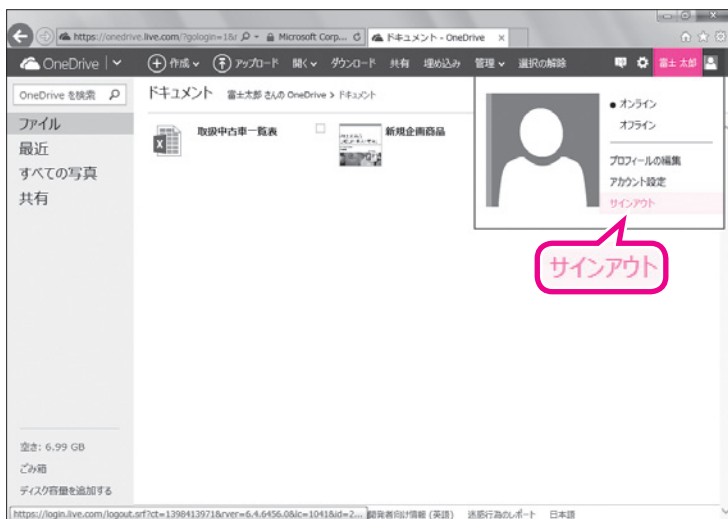 https://onedrive.live.com/?gologin=1&r
Microsoft Corp...
ドキュメント - OneDrive
OneDrive
作成
アップロード
開く
ダウンロード
共有
埋め込み
管理
選択の解除
富士 太郎
OneDrive を検索
ファイル
最近
すべての写真
共有
ドキュメント
富士太郎 さんの OneDrive > ドキュメント
取扱中古車一覧表
新規企画商品
オンライン
オフライン
プロフィールの編集
アカウント設定
サインアウト
サインアウト
空き: 6.99 GB
ごみ箱
ディスク容量を追加する
https://login.live.com/logout.srf?ct=1398413971&rver=6.4.6456.0&lc=1041&id=2...
開発者向け情報 (英語)
迷惑行為のレポート
日本語